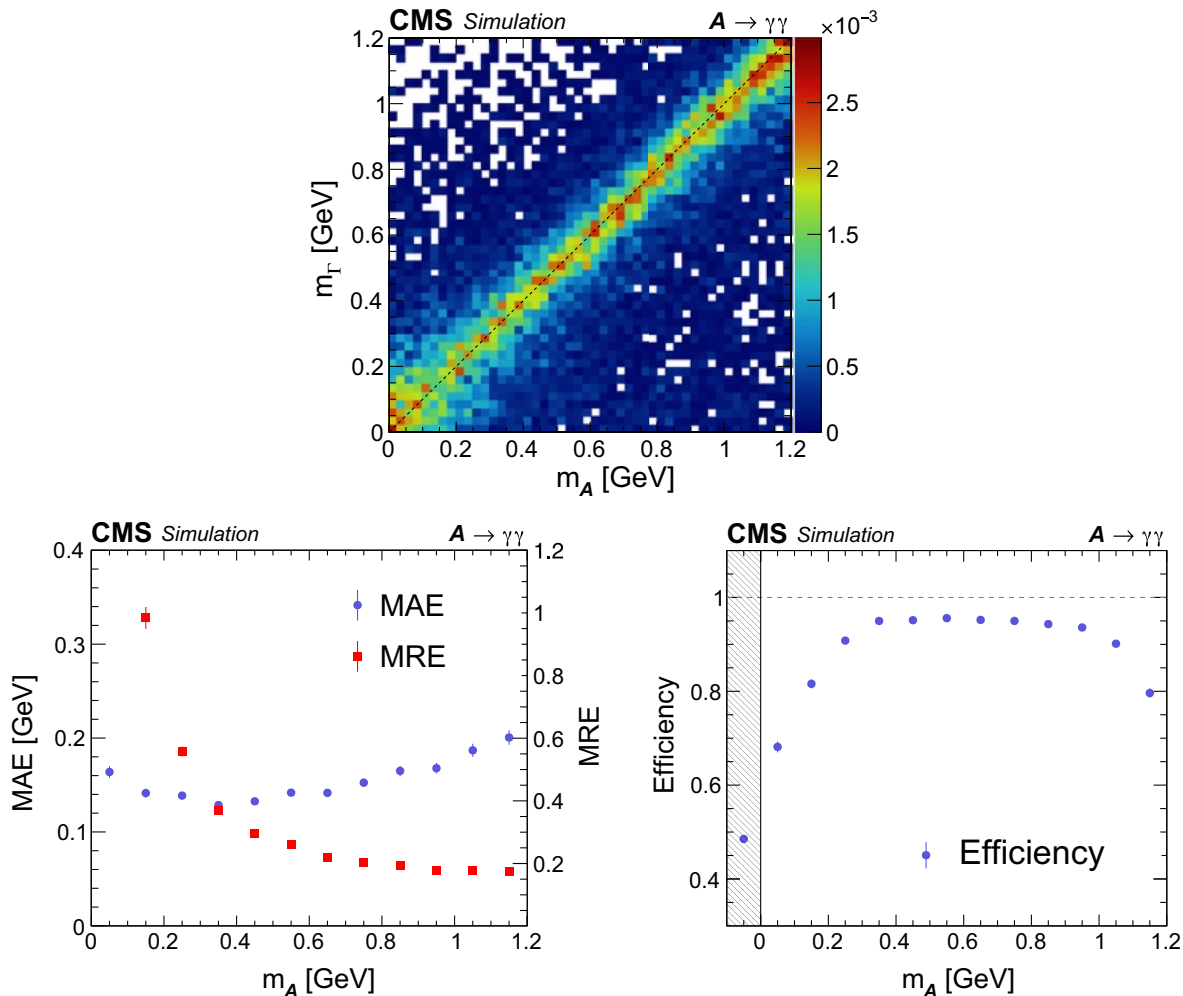 CMS Simulation A → γγ ×10⁻³
1.2
1
0.8
0.6
0.4
0.2
0
m_Γ [GeV]
0 0.2 0.4 0.6 0.8 1 1.2
m_A [GeV]
2.5
2
1.5
1
0.5
0
CMS Simulation A → γγ
0.4
0.3
0.2
0.1
0
MAE [GeV]
MAE
MRE
1.2
1
0.8
0.6
0.4
0.2
MRE
0 0.2 0.4 0.6 0.8 1 1.2
m_A [GeV]
CMS Simulation A → γγ
1
0.8
0.6
0.4
Efficiency
Efficiency
0 0.2 0.4 0.6 0.8 1 1.2
m_A [GeV]